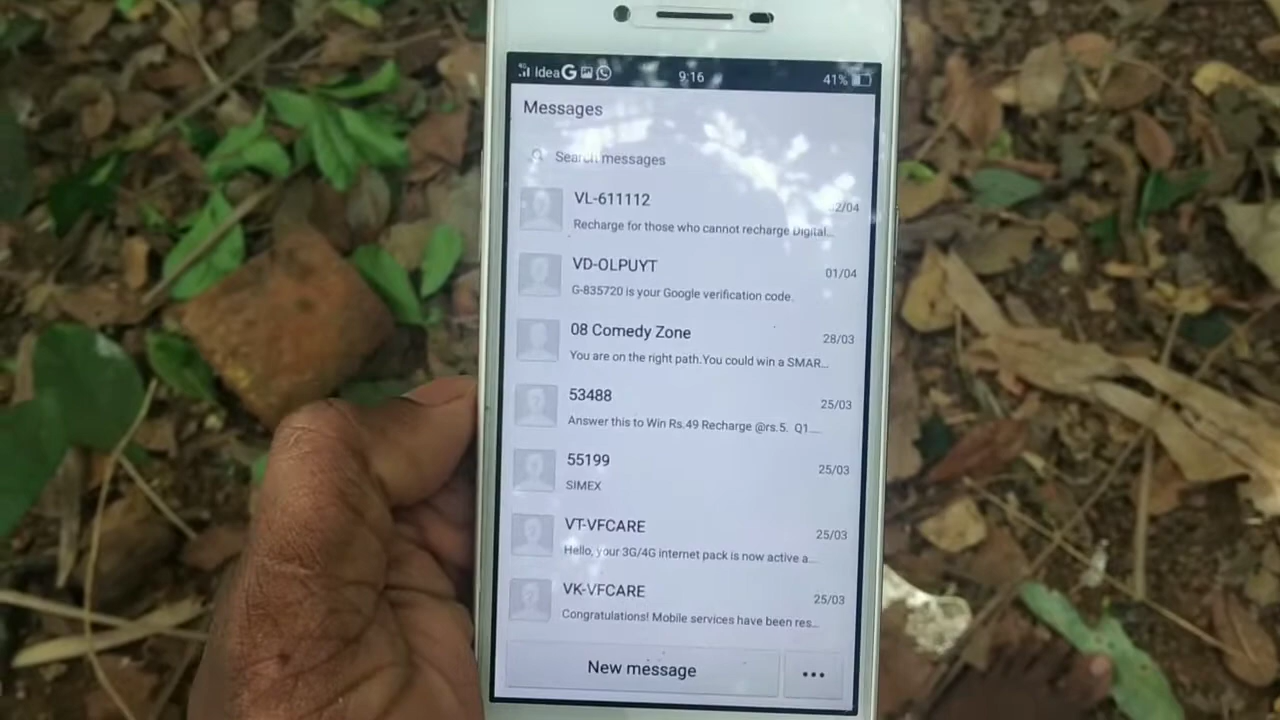 4G Idea G 9:16 41%
Messages
Search messages
VL-611112
2/04
Recharge for those who cannot recharge Digital...
VD-OLPUYT
01/04
G-835720 is your Google verification code.
08 Comedy Zone
28/03
You are on the right path.You could win a SMAR...
53488
25/03
Answer this to Win Rs.49 Recharge @rs.5. Q1....
55199
25/03
SIMEX
VT-VFCARE
25/03
Hello, your 3G/4G internet pack is now active a...
VK-VFCARE
25/03
Congratulations! Mobile services have been res...
New message